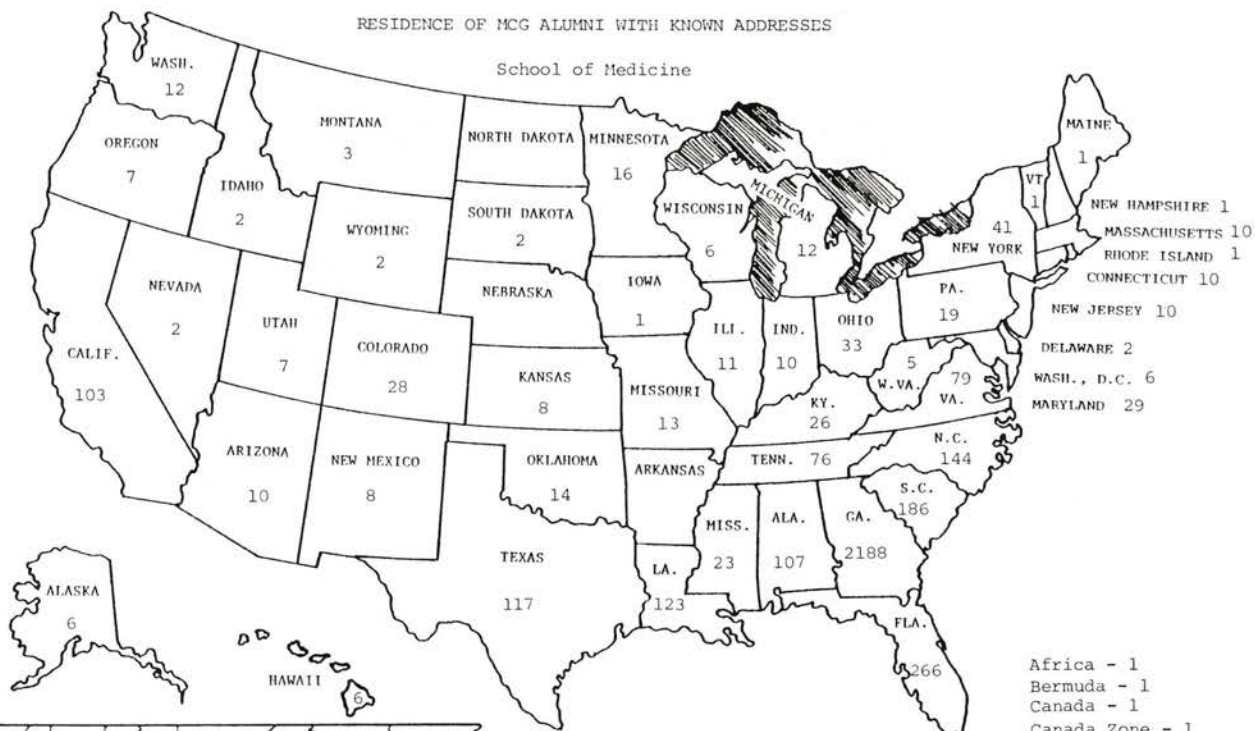 RESIDENCE OF MCG ALUMNI WITH KNOWN ADDRESSES
School of Medicine
WASH.
12
OREGON
7
IDAHO
2
MONTANA
3
NORTH DAKOTA
MINNESOTA
16
SOUTH DAKOTA
2
WYOMING
2
WISCONSIN
6
MICHIGAN
12
MAINE
1
VT
1
NEW HAMPSHIRE 1
MASSACHUSETTS 10
RHODE ISLAND 1
CONNECTICUT 10
41
NEW YORK
NEW JERSEY 10
PA.
19
DELAWARE 2
WASH., D.C. 6
MARYLAND 29
NEVADA
2
UTAH
7
CALIF.
103
COLORADO
28
NEBRASKA
IOWA
1
ILI.
11
IND.
10
OHIO
33
5
W.VA.
79
VA.
KANSAS
8
MISSOURI
13
KY.
26
ARIZONA
10
NEW MEXICO
8
OKLAHOMA
14
ARKANSAS
TENN. 76
N.C.
144
S.C.
186
MISS.
23
ALA.
107
GA.
2188
TEXAS
117
LA.
123
FLA.
266
ALASKA
6
HAWAII
6
Africa - 1
Bermuda - 1
Canada - 1
Canada Zone - 1